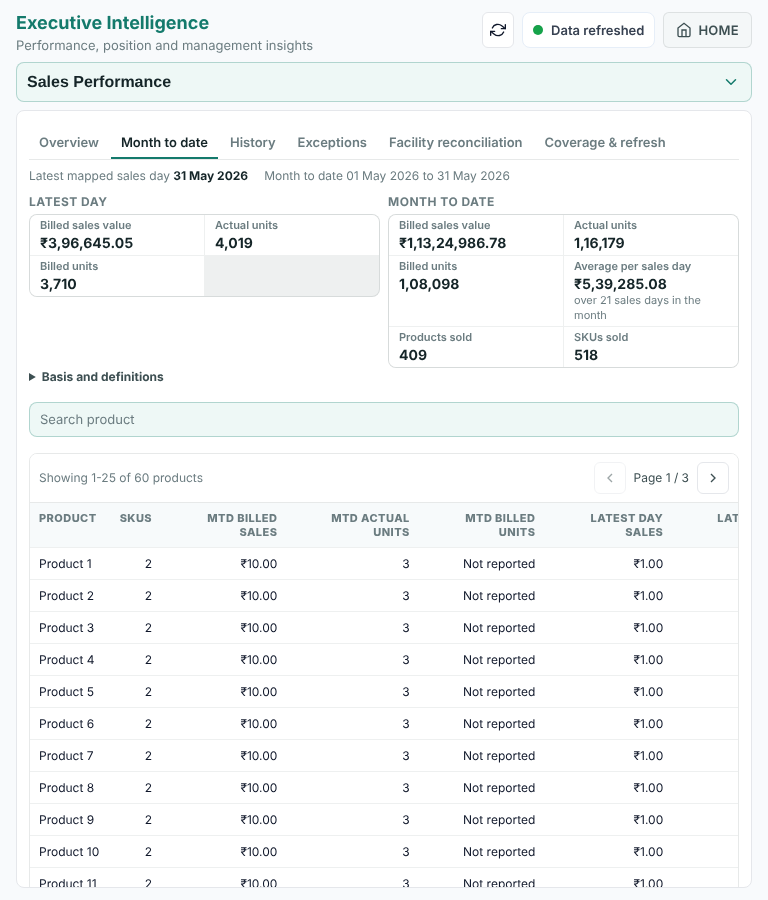 Executive Intelligence
Performance, position and management insights
Data refreshed
HOME
Sales Performance
Overview Month to date History Exceptions Facility reconciliation Coverage & refresh
Latest mapped sales day 31 May 2026 Month to date 01 May 2026 to 31 May 2026
LATEST DAY
Billed sales value
₹3,96,645.05
Actual units
4,019
Billed units
3,710
MONTH TO DATE
Billed sales value
₹1,13,24,986.78
Actual units
1,16,179
Billed units
1,08,098
Average per sales day
₹5,39,285.08
over 21 sales days in the
month
Products sold
409
SKUs sold
518
Basis and definitions
Search product
Showing 1-25 of 60 products
Page 1 / 3
PRODUCT SKUS MTD BILLED SALES MTD ACTUAL UNITS MTD BILLED UNITS LATEST DAY SALES LAT
Product 1 2 ₹10.00 3 Not reported ₹1.00
Product 2 2 ₹10.00 3 Not reported ₹1.00
Product 3 2 ₹10.00 3 Not reported ₹1.00
Product 4 2 ₹10.00 3 Not reported ₹1.00
Product 5 2 ₹10.00 3 Not reported ₹1.00
Product 6 2 ₹10.00 3 Not reported ₹1.00
Product 7 2 ₹10.00 3 Not reported ₹1.00
Product 8 2 ₹10.00 3 Not reported ₹1.00
Product 9 2 ₹10.00 3 Not reported ₹1.00
Product 10 2 ₹10.00 3 Not reported ₹1.00
Product 11 2 ₹10.00 3 Not reported ₹1.00